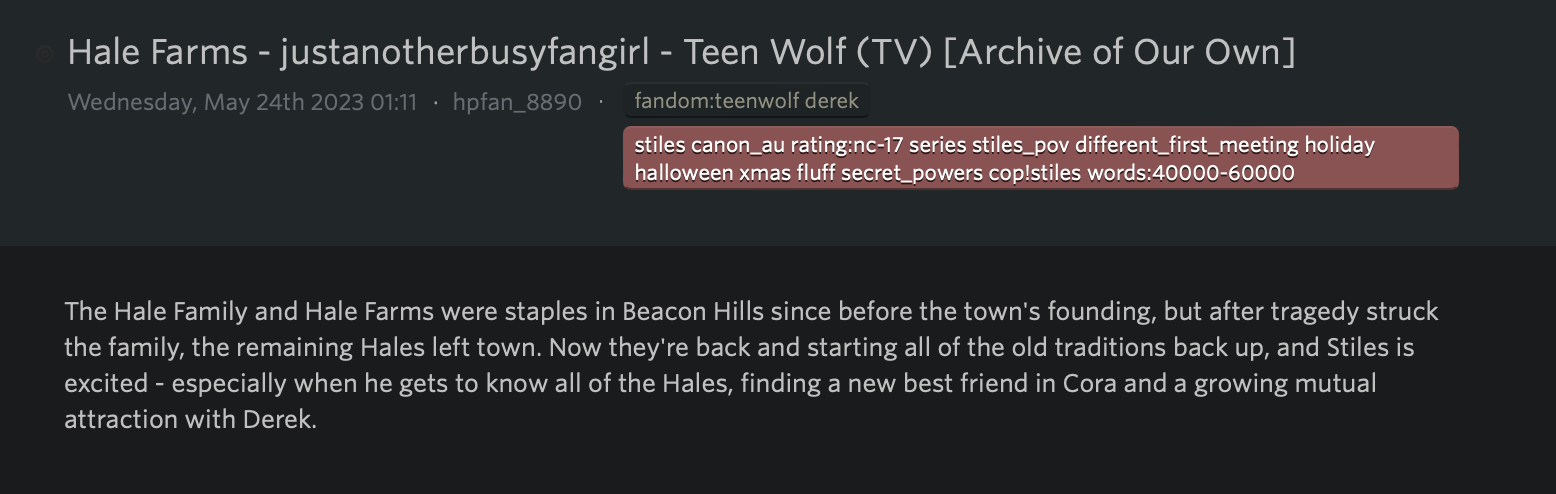 Hale Farms - justanotherbusyfangirl - Teen Wolf (TV) [Archive of Our Own]
Wednesday, May 24th 2023 01:11 · hpfan_8890 · fandom:teenwolf derek
stiles canon_au rating:nc-17 series stiles_pov different_first_meeting holiday
halloween xmas fluff secret_powers cop!stiles words:40000-60000
The Hale Family and Hale Farms were staples in Beacon Hills since before the town's founding, but after tragedy struck
the family, the remaining Hales left town. Now they're back and starting all of the old traditions back up, and Stiles is
excited - especially when he gets to know all of the Hales, finding a new best friend in Cora and a growing mutual
attraction with Derek.